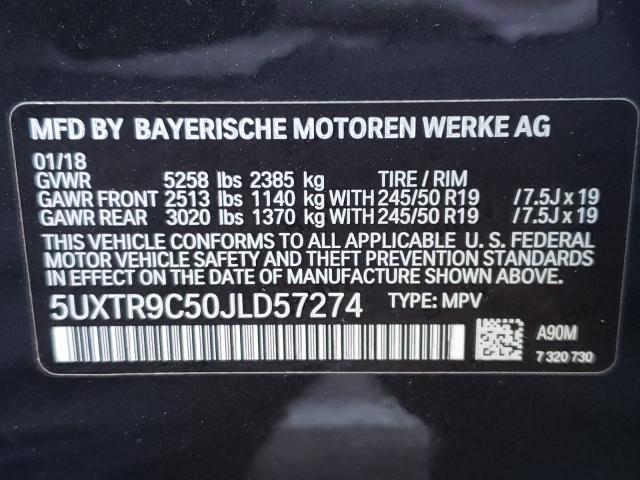 MFD BY BAYERISCHE MOTOREN WERKE AG
01/18
GVWR 5258 lbs 2385 kg TIRE / RIM
GAWR FRONT 2513 lbs 1140 kg WITH 245/50 R19 /7.5J x 19
GAWR REAR 3020 lbs 1370 kg WITH 245/50 R19 /7.5J x 19
THIS VEHICLE CONFORMS TO ALL APPLICABLE U. S. FEDERAL
MOTOR VEHICLE SAFETY AND THEFT PREVENTION STANDARDS
IN EFFECT ON THE DATE OF MANUFACTURE SHOWN ABOVE.
5UXTR9C50JLD57274 TYPE: MPV
A90M
7 320 730